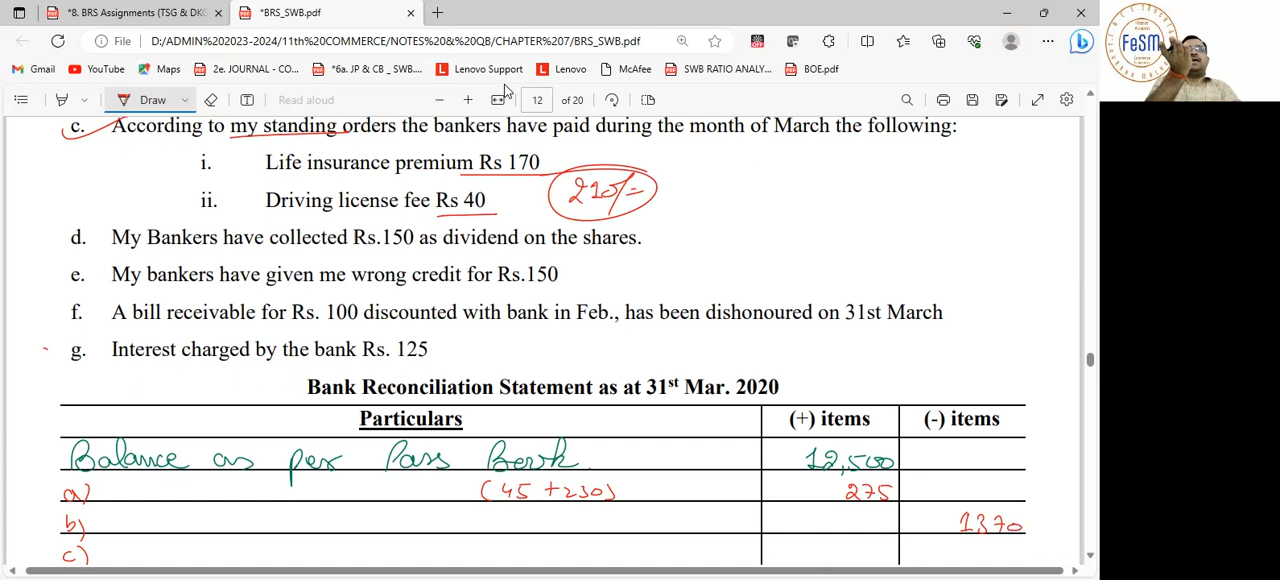 *8. BRS Assignments (TSG & DKG
*BRS_SWB.pdf
File D:/ADMIN%202023-2024/11th%20COMMERCE/NOTES%20&%20QB/CHAPTER%207/BRS_SWB.pdf
Gmail YouTube Maps 2e. JOURNAL - CO... *6a. JP & CB _ SWB.... Lenovo Support Lenovo McAfee SWB RATIO ANALY... BOE.pdf
Draw Read aloud 12 of 20
FeSM
c. According to my standing orders the bankers have paid during the month of March the following:
i. Life insurance premium Rs 170
ii. Driving license fee Rs 40
210/=
d. My Bankers have collected Rs.150 as dividend on the shares.
e. My bankers have given me wrong credit for Rs.150
f. A bill receivable for Rs. 100 discounted with bank in Feb., has been dishonoured on 31st March
g. Interest charged by the bank Rs. 125
Bank Reconciliation Statement as at 31st Mar. 2020
Particulars (+) items (-) items
Balance as per Pass Book 12,500
a) (45 + 230) 275
b) 1370
c)